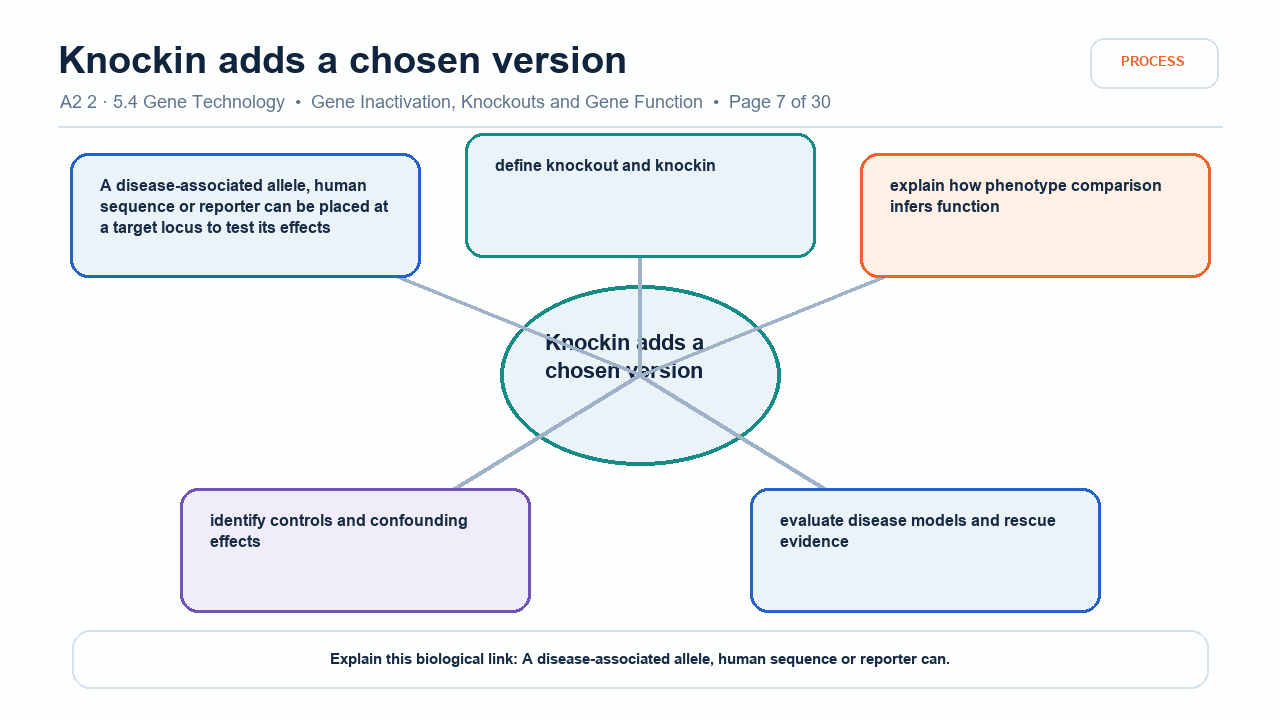 Knockin adds a chosen version
PROCESS
A2 2 · 5.4 Gene Technology • Gene Inactivation, Knockouts and Gene Function • Page 7 of 30
A disease-associated allele, human
sequence or reporter can be placed at
a target locus to test its effects
define knockout and knockin
explain how phenotype comparison
infers function
Knockin adds a
chosen version
identify controls and confounding
effects
evaluate disease models and rescue
evidence
Explain this biological link: A disease-associated allele, human sequence or reporter can.